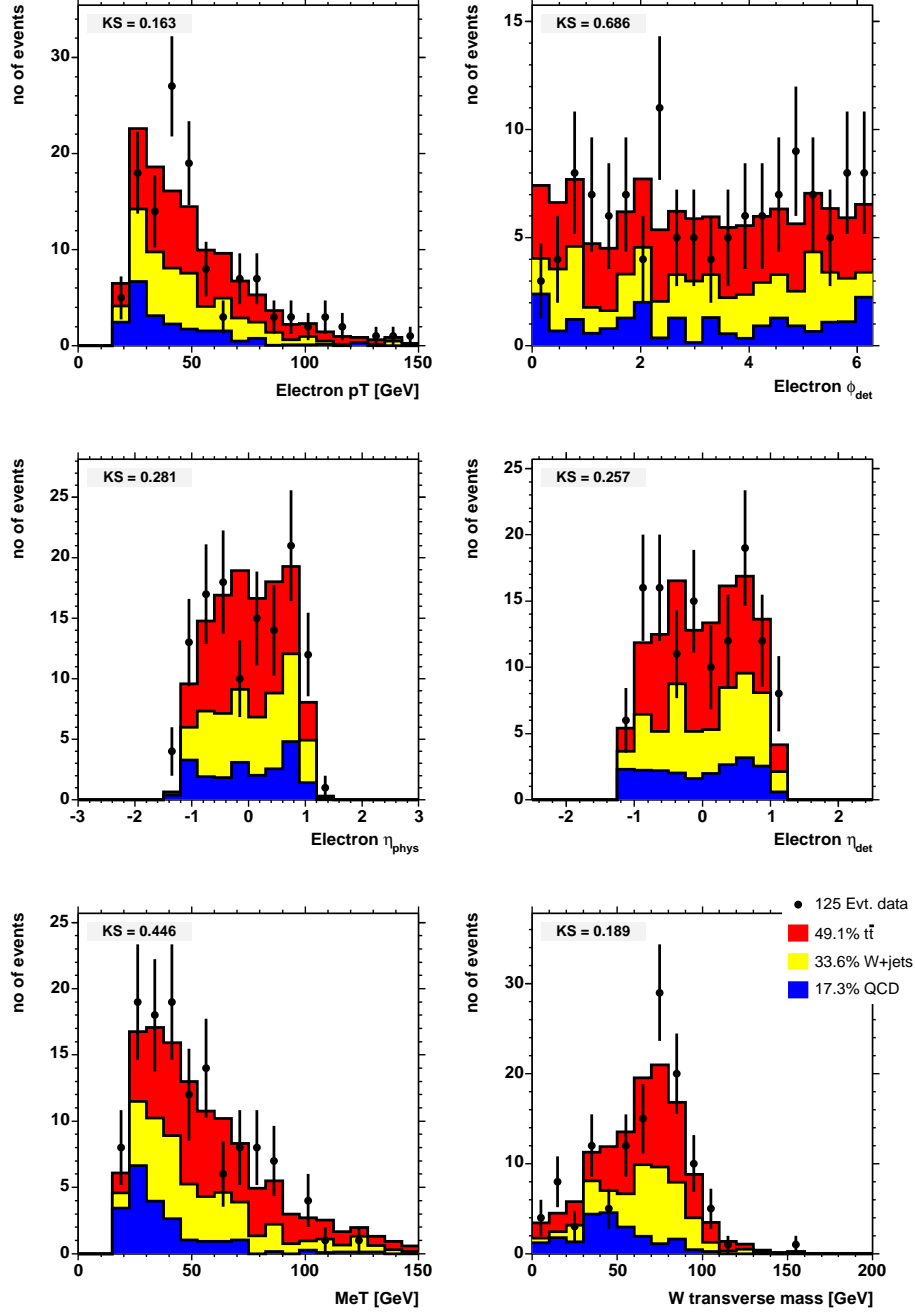 KS = 0.163
no of events
0
10
20
30
0
50
100
150
Electron pT [GeV]
KS = 0.686
no of events
0
5
10
15
0
2
4
6
Electron ϕdet
KS = 0.281
no of events
0
5
10
15
20
25
-3
-2
-1
0
1
2
3
Electron ηphys
KS = 0.257
no of events
0
5
10
15
20
25
-2
-1
0
1
2
Electron ηdet
KS = 0.446
no of events
0
5
10
15
20
25
0
50
100
150
MeT [GeV]
KS = 0.189
no of events
0
10
20
30
0
50
100
150
200
W transverse mass [GeV]
125 Evt. data
49.1% tt̄
33.6% W+jets
17.3% QCD